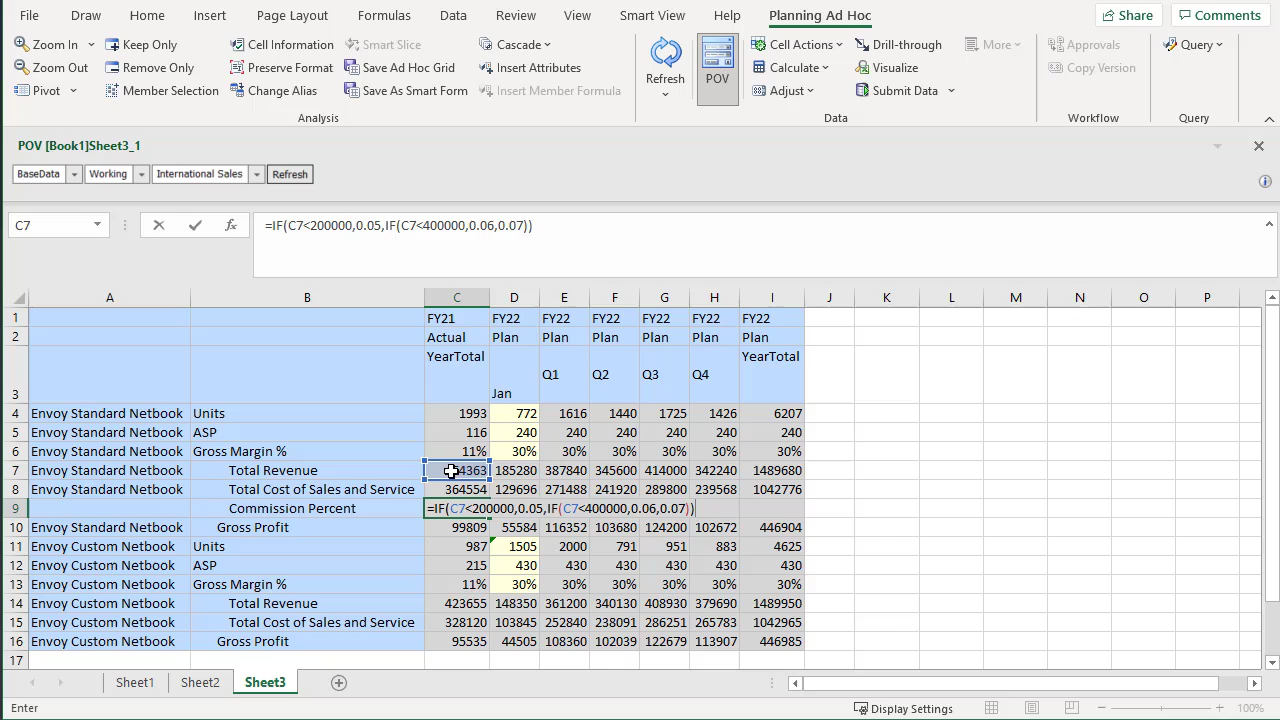 File Draw Home Insert Page Layout Formulas Data Review View Smart View Help Planning Ad Hoc Share Comments
Zoom In Keep Only Cell Information Smart Slice Cascade Cell Actions Drill-through More Approvals Query
Zoom Out Remove Only Preserve Format Save Ad Hoc Grid Insert Attributes Refresh POV Calculate Visualize Copy Version
Pivot Member Selection Change Alias Save As Smart Form Insert Member Formula Adjust Submit Data
Analysis Data Workflow Query
POV [Book1]Sheet3_1
BaseData Working International Sales Refresh
C7 fx =IF(C7<200000,0.05,IF(C7<400000,0.06,0.07))
A B C D E F G H I J K L M N O P
1 FY21 FY22 FY22 FY22 FY22 FY22 FY22
2 Actual Plan Plan Plan Plan Plan Plan
3 YearTotal Jan Q1 Q2 Q3 Q4 YearTotal
4 Envoy Standard Netbook Units 1993 772 1616 1440 1725 1426 6207
5 Envoy Standard Netbook ASP 116 240 240 240 240 240 240
6 Envoy Standard Netbook Gross Margin % 11% 30% 30% 30% 30% 30% 30%
7 Envoy Standard Netbook Total Revenue 4363 185280 387840 345600 414000 342240 1489680
8 Envoy Standard Netbook Total Cost of Sales and Service 364554 129696 271488 241920 289800 239568 1042776
9 Commission Percent =IF(C7<200000,0.05,IF(C7<400000,0.06,0.07))
10 Envoy Standard Netbook Gross Profit 99809 55584 116352 103680 124200 102672 446904
11 Envoy Custom Netbook Units 987 1505 2000 791 951 883 4625
12 Envoy Custom Netbook ASP 215 430 430 430 430 430 430
13 Envoy Custom Netbook Gross Margin % 11% 30% 30% 30% 30% 30% 30%
14 Envoy Custom Netbook Total Revenue 423655 148350 361200 340130 408930 379690 1489950
15 Envoy Custom Netbook Total Cost of Sales and Service 328120 103845 252840 238091 286251 265783 1042965
16 Envoy Custom Netbook Gross Profit 95535 44505 108360 102039 122679 113907 446985
17
Sheet1 Sheet2 Sheet3
Enter Display Settings 100%